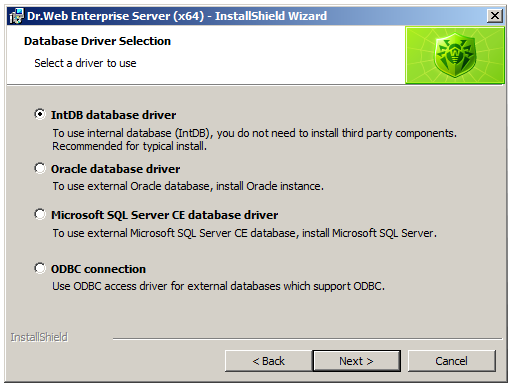 Dr.Web Enterprise Server (x64) - InstallShield Wizard
Database Driver Selection
Select a driver to use
IntDB database driver
To use internal database (IntDB), you do not need to install third party components.
Recommended for typical install.
Oracle database driver
To use external Oracle database, install Oracle instance.
Microsoft SQL Server CE database driver
To use external Microsoft SQL Server CE database, install Microsoft SQL Server.
ODBC connection
Use ODBC access driver for external databases which support ODBC.
InstallShield
< Back Next > Cancel